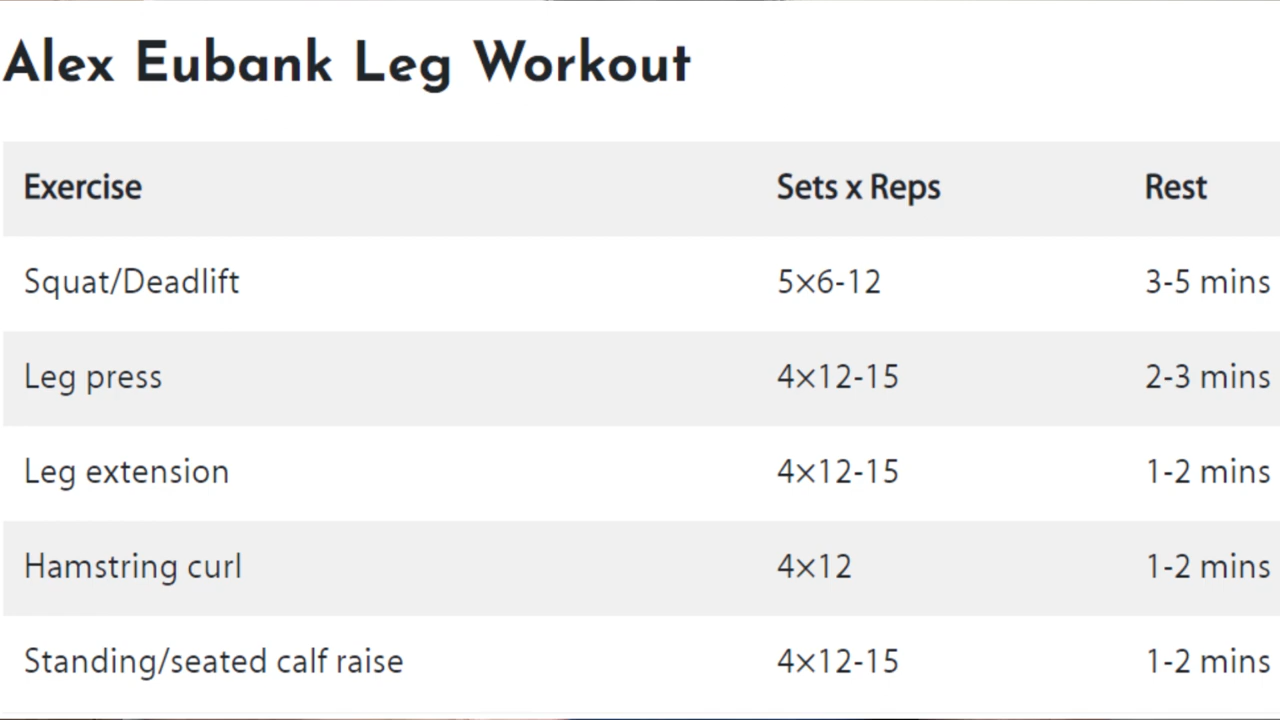 Alex Eubank Leg Workout
Exercise Sets x Reps Rest
Squat/Deadlift 5×6-12 3-5 mins
Leg press 4×12-15 2-3 mins
Leg extension 4×12-15 1-2 mins
Hamstring curl 4×12 1-2 mins
Standing/seated calf raise 4×12-15 1-2 mins